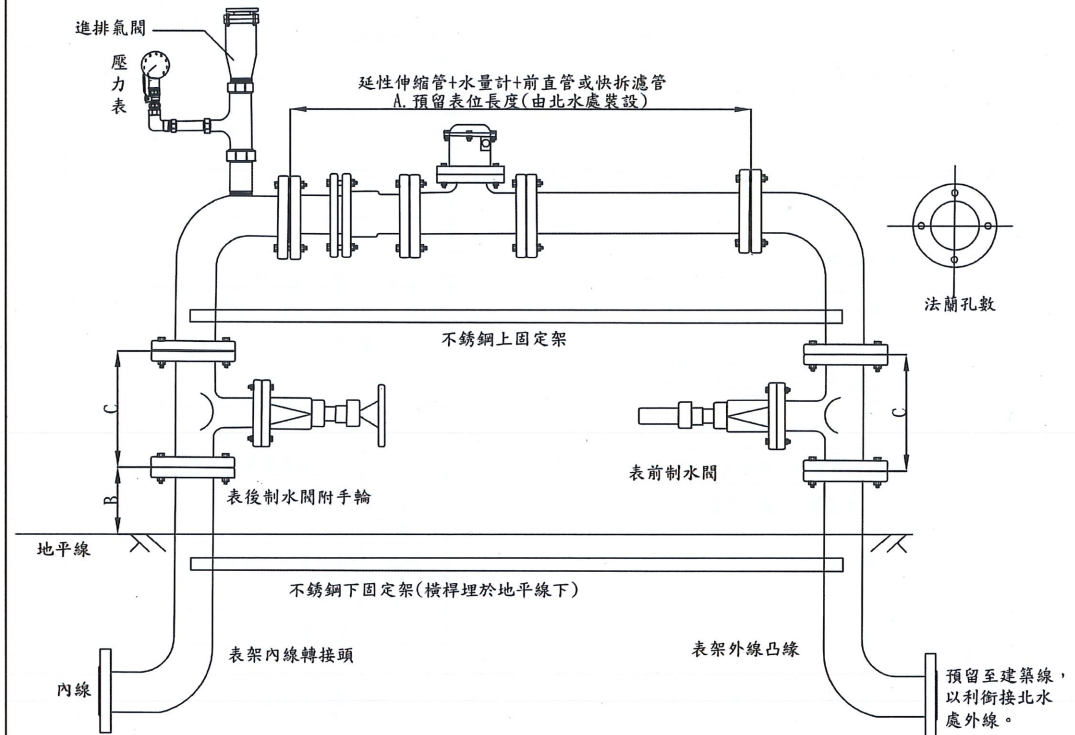 進排氣閥
壓力表
延性伸縮管+水量計+前直管或快拆濾管
A.預留表位長度(由北水處裝設)
法蘭孔數
不銹鋼上固定架
C
C
表前制水閥
表後制水閥附手輪
B
地平線
不銹鋼下固定架(橫桿埋於地平線下)
表架內線轉接頭
表架外線凸緣
內線
預留至建築線,
以利銜接北水
處外線。